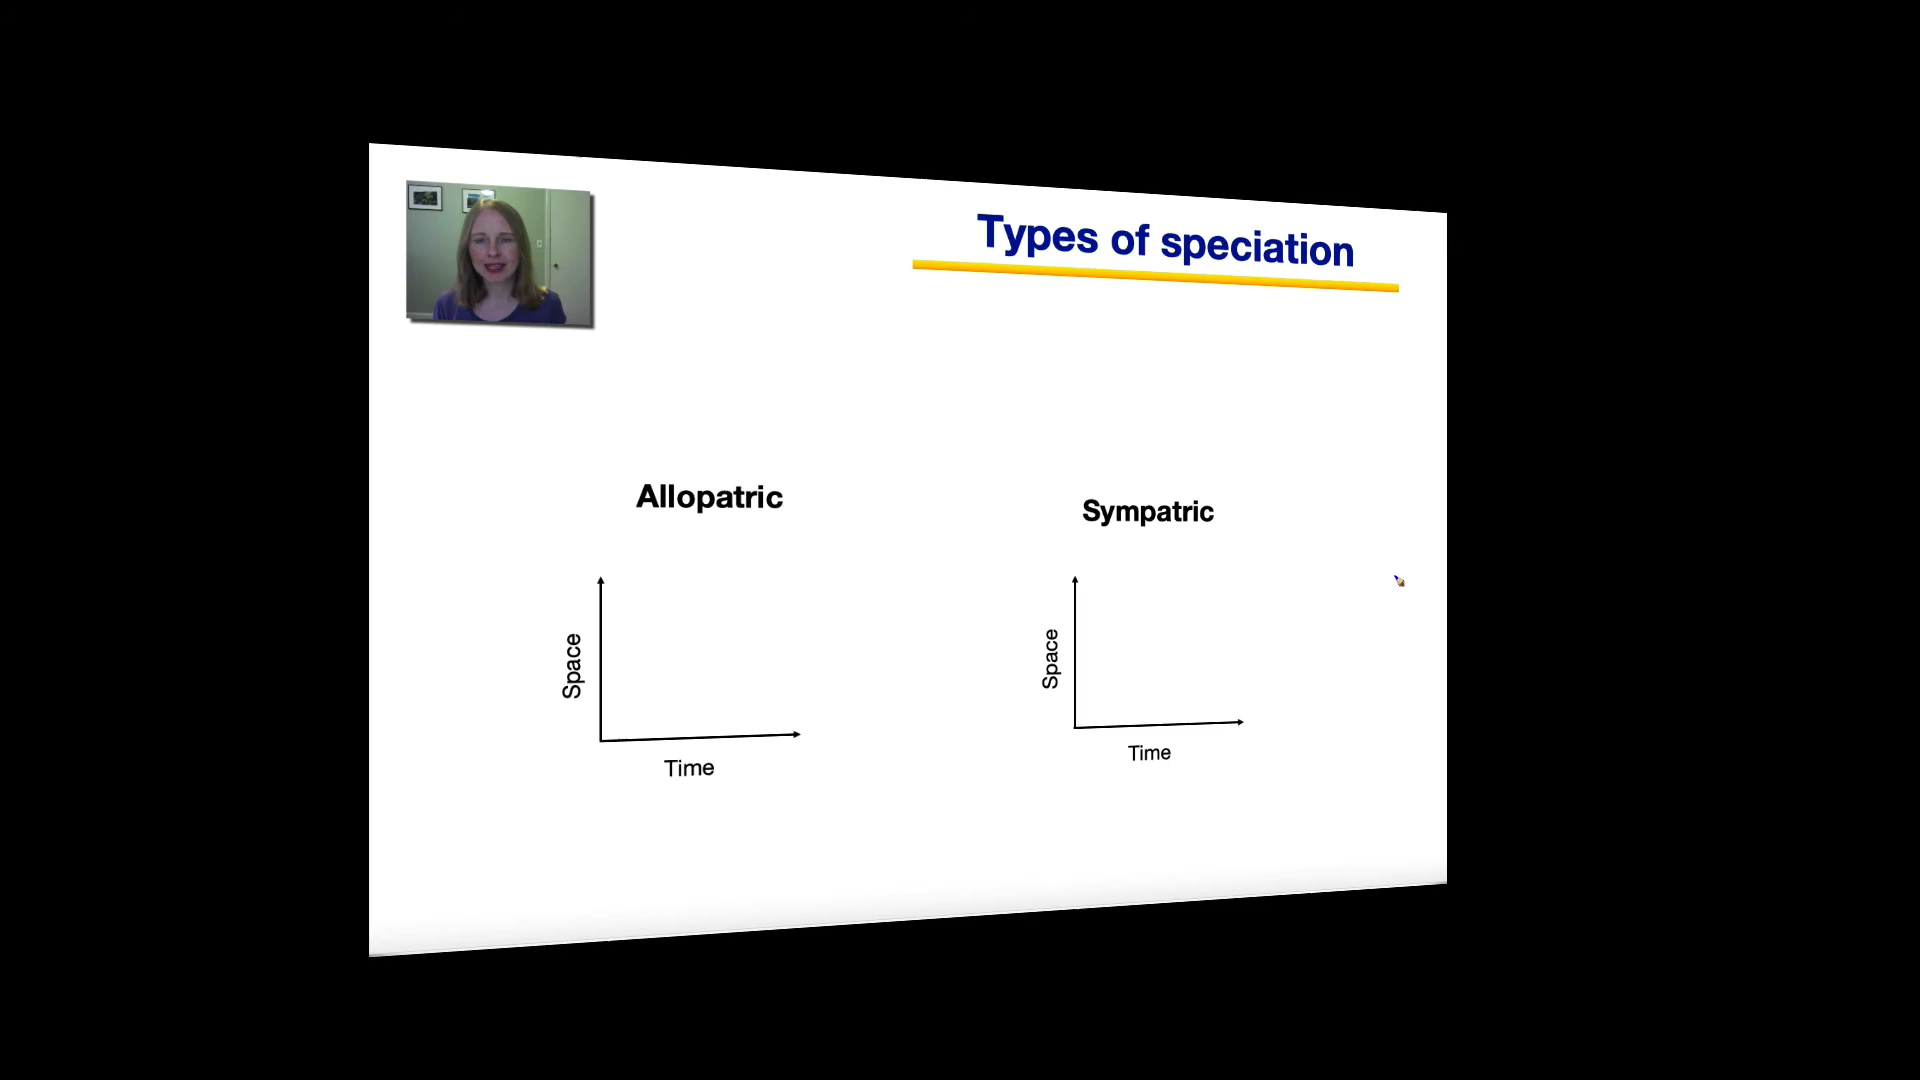 Types of speciation
Allopatric
Sympatric
Space
Time
Space
Time